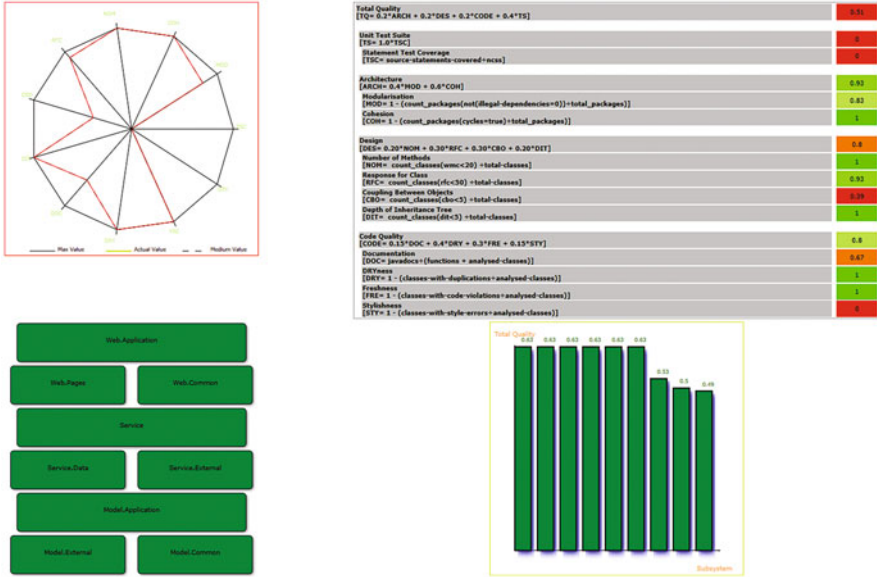 Max Value
Actual Value
Medium Value
Total Quality
[TQ= 0.2*ARCH + 0.2*DES + 0.2*CODE + 0.4*TS]
0.51
Unit Test Suite
[TS= 1.0*TSC]
0
Statement Test Coverage
[TSC= source-statements-covered÷ncss]
0
Architecture
[ARCH= 0.4*MOD + 0.6*COH]
0.93
Modularisation
[MOD= 1 - (count_packages(not(illegal-dependencies=0))÷total_packages)]
0.83
Cohesion
[COH= 1 - (count_packages(cycles=true)÷total_packages)]
1
Design
[DES= 0.20*NOM + 0.30*RFC + 0.30*CBO + 0.20*DIT]
0.8
Number of Methods
[NOM= count_classes(wmc<20) ÷total-classes]
1
Response for Class
[RFC= count_classes(rfc<50) ÷total-classes]
0.93
Coupling Between Objects
[CBO= count_classes(cbo<5) ÷total-classes]
0.39
Depth of Inheritance Tree
[DIT= count_classes(dit<5) ÷total-classes]
1
Code Quality
[CODE= 0.15*DOC + 0.4*DRY + 0.3*FRE + 0.15*STY]
0.8
Documentation
[DOC= javadocs÷(functions + analysed-classes)]
0.67
DRYness
[DRY= 1 - (classes-with-duplications÷analysed-classes)]
1
Freshness
[FRE= 1 - (classes-with-code-violations÷analysed-classes)]
1
Stylishness
[STY= 1 - (classes-with-style-errors÷analysed-classes)]
0
Web.Application
Web.Pages
Web.Common
Service
Service.Data
Service.External
Model.Application
Model.External
Model.Common
Total Quality
0.63 0.63 0.63 0.63 0.63 0.63 0.53 0.5 0.49
Subsystem